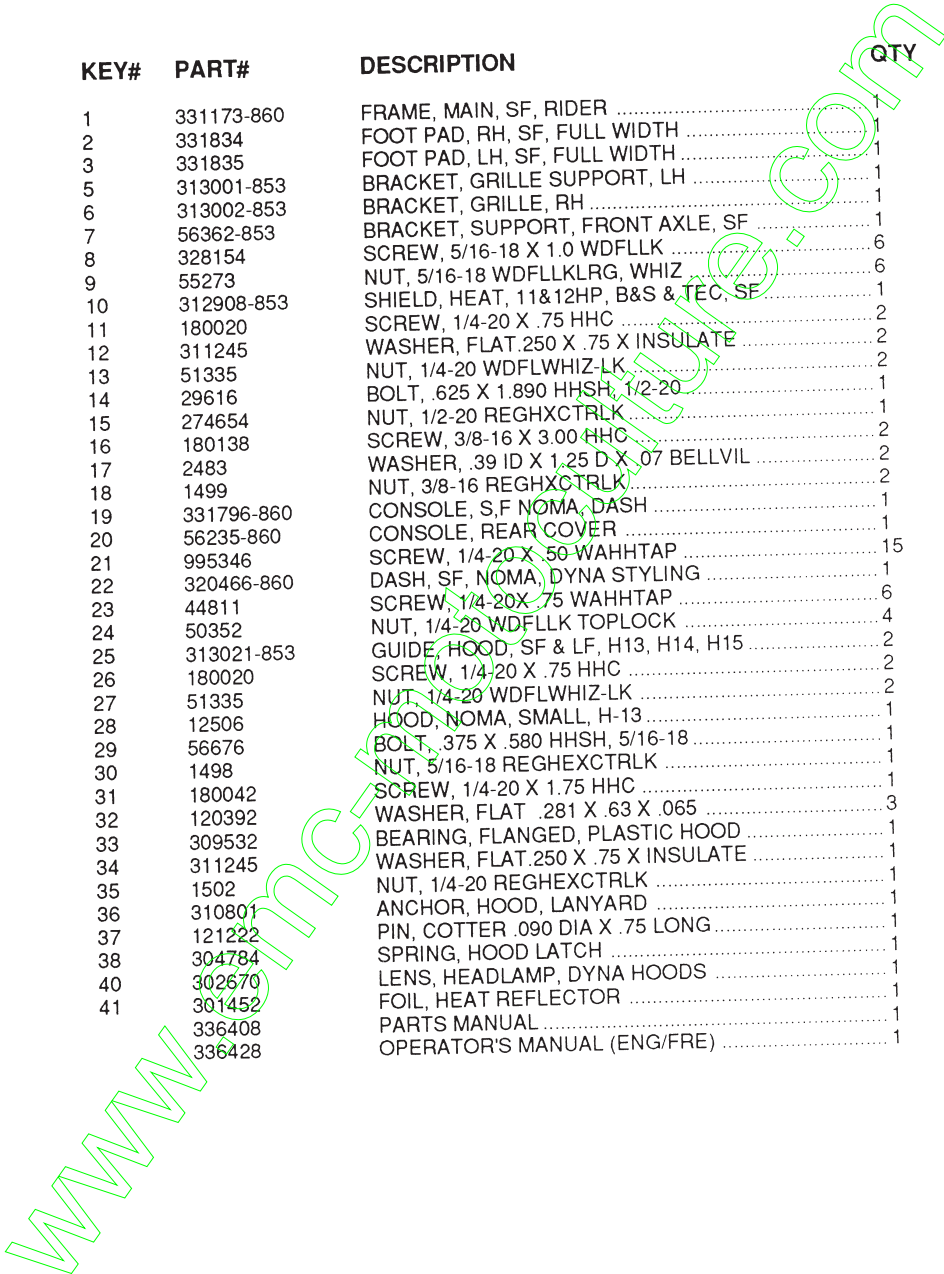 KEY# PART# DESCRIPTION QTY
1 331173-860 FRAME, MAIN, SF, RIDER 1
2 331834 FOOT PAD, RH, SF, FULL WIDTH 1
3 331835 FOOT PAD, LH, SF, FULL WIDTH 1
5 313001-853 BRACKET, GRILLE SUPPORT, LH 1
6 313002-853 BRACKET, GRILLE, RH 1
7 56362-853 BRACKET, SUPPORT, FRONT AXLE, SF 1
8 328154 SCREW, 5/16-18 X 1.0 WDFLLK 6
9 55273 NUT, 5/16-18 WDFLLKLRG, WHIZ 6
10 312908-853 SHIELD, HEAT, 11&12HP, B&S & TEC, SF 1
11 180020 SCREW, 1/4-20 X .75 HHC 2
12 311245 WASHER, FLAT.250 X .75 X INSULATE 2
13 51335 NUT, 1/4-20 WDFLWHIZ-LK 2
14 29616 BOLT, .625 X 1.890 HHSH, 1/2-20 1
15 274654 NUT, 1/2-20 REGHXCTRLK 1
16 180138 SCREW, 3/8-16 X 3.00 HHC 2
17 2483 WASHER, .39 ID X 1.25 D X .07 BELLVIL 2
18 1499 NUT, 3/8-16 REGHXCTRLK 2
19 331796-860 CONSOLE, S,F NOMA, DASH 1
20 56235-860 CONSOLE, REAR COVER 1
21 995346 SCREW, 1/4-20 X .50 WAHHTAP 15
22 320466-860 DASH, SF, NOMA, DYNA STYLING 1
23 44811 SCREW, 1/4-20X .75 WAHHTAP 6
24 50352 NUT, 1/4-20 WDFLLK TOPLOCK 4
25 313021-853 GUIDE, HOOD, SF & LF, H13, H14, H15 2
26 180020 SCREW, 1/4-20 X .75 HHC 2
27 51335 NUT, 1/4-20 WDFLWHIZ-LK 2
28 12506 HOOD, NOMA, SMALL, H-13 1
29 56676 BOLT, .375 X .580 HHSH, 5/16-18 1
30 1498 NUT, 5/16-18 REGHEXCTRLK 1
31 180042 SCREW, 1/4-20 X 1.75 HHC 1
32 120392 WASHER, FLAT .281 X .63 X .065 3
33 309532 BEARING, FLANGED, PLASTIC HOOD 1
34 311245 WASHER, FLAT.250 X .75 X INSULATE 1
35 1502 NUT, 1/4-20 REGHEXCTRLK 1
36 310801 ANCHOR, HOOD, LANYARD 1
37 121222 PIN, COTTER .090 DIA X .75 LONG 1
38 304784 SPRING, HOOD LATCH 1
40 302670 LENS, HEADLAMP, DYNA HOODS 1
41 301452 FOIL, HEAT REFLECTOR 1
336408 PARTS MANUAL 1
336428 OPERATOR'S MANUAL (ENG/FRE) 1
www.emc-motoculture.com